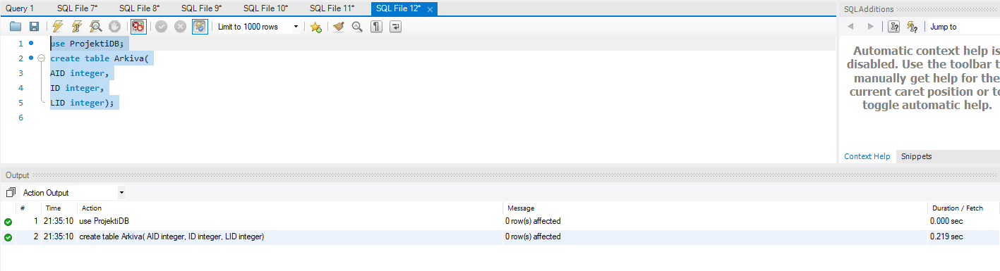 Query 1 SQL File 7* SQL File 8* SQL File 9* SQL File 10* SQL File 11* SQL File 12*
Limit to 1000 rows
1 use ProjektiDB;
2 create table Arkiva(
3 AID integer,
4 ID integer,
5 LID integer);
6
SQLAdditions
Jump to
Automatic context help is
disabled. Use the toolbar t
manually get help for the
current caret position or to
toggle automatic help.
Context Help Snippets
Output
Action Output
# Time Action Message Duration / Fetch
1 21:35:10 use ProjektiDB 0 row(s) affected 0.000 sec
2 21:35:10 create table Arkiva( AID integer, ID integer, LID integer) 0 row(s) affected 0.219 sec